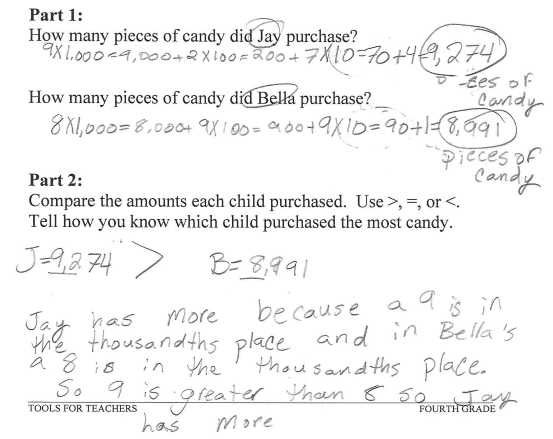 Part 1:
How many pieces of candy did Jay purchase?
9X1,000=9,000+2X100=200+7X10=70+4=9,274
-ces of
candy
How many pieces of candy did Bella purchase?
8X1,000=8,000+9X100=900+9X10=90+1=8,991
pieces of
candy
Part 2:
Compare the amounts each child purchased. Use >, =, or <.
Tell how you know which child purchased the most candy.
J=9,274 > B=8,991
Jay has more because a 9 is in
the thousandths place and in Bella's
a 8 is in the thousandths place.
So 9 is greater than 8 so Jay
TOOLS FOR TEACHERS FOURTH GRADE
has more